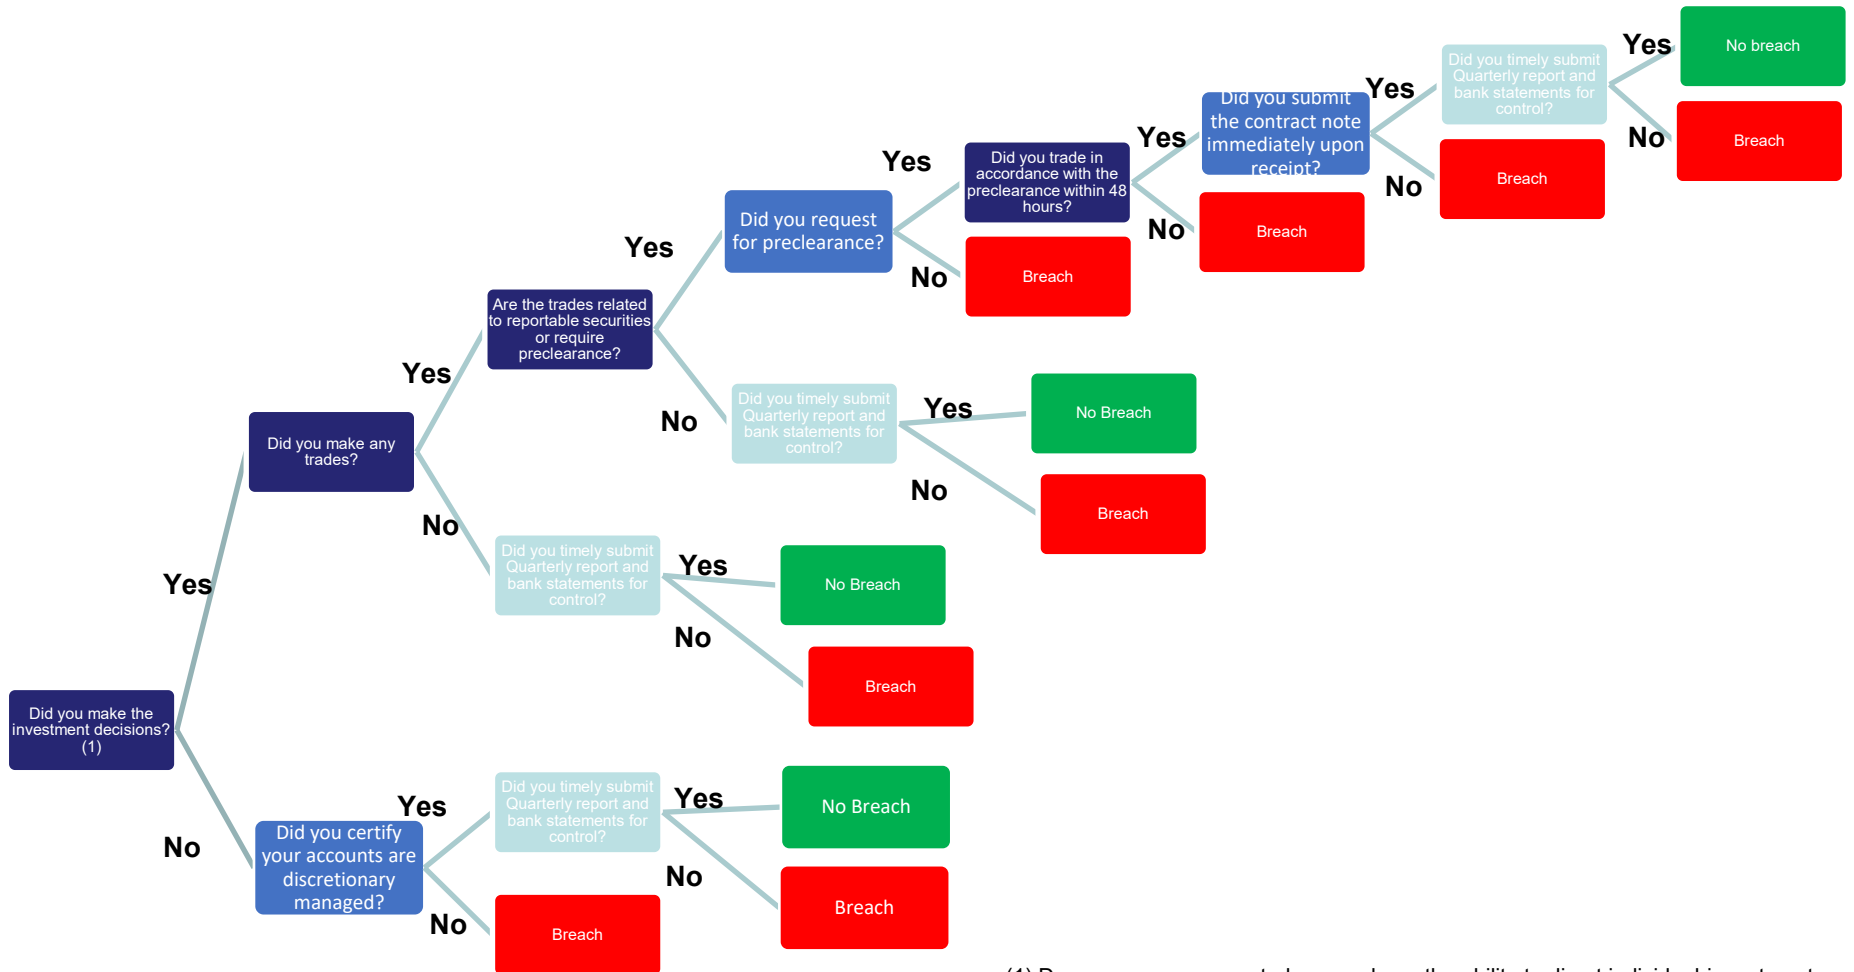 Yes
No breach
Did you timely submit
Quarterly report and
bank statements for
control?
No
Breach
Yes
Did you submit
the contract note
immediately upon
receipt?
No
Breach
Yes
Did you trade in
accordance with the
preclearance within 48
hours?
No
Breach
Yes
Did you request
for preclearance?
No
Breach
Yes
Are the trades related
to reportable securities
or require
preclearance?
No
Did you timely submit
Quarterly report and
bank statements for
control?
Yes
No Breach
No
Breach
Yes
Did you make any
trades?
No
Did you timely submit
Quarterly report and
bank statements for
control?
Yes
No Breach
No
Breach
Yes
Did you make the
investment decisions?
(1)
No
Did you certify
your accounts are
discretionary
managed?
Yes
Did you timely submit
Quarterly report and
bank statements for
control?
Yes
No Breach
No
Breach
No
Breach